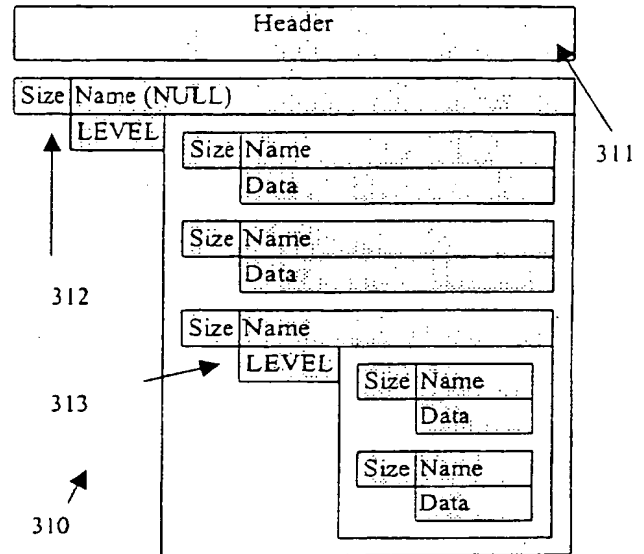 Header
Size Name (NULL)
LEVEL
Size Name
Data
311
Size Name
Data
312
Size Name
LEVEL
Size Name
Data
313
Size Name
Data
310